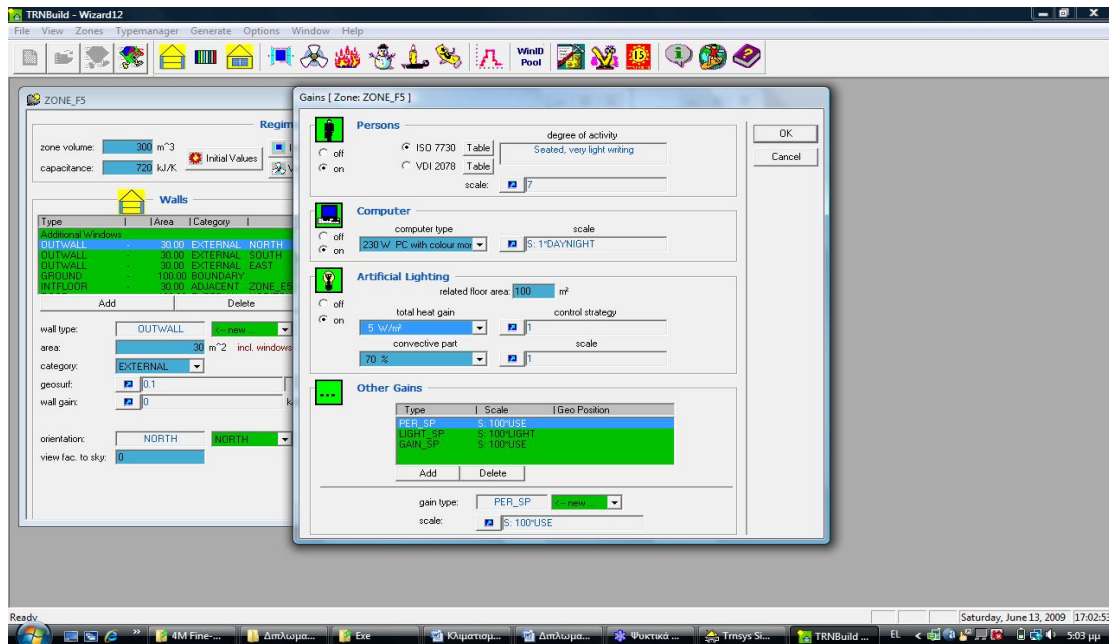 TRNBuild - Wizard12
File View Zones Typemanager Generate Options Window Help
WinID
Pool
ZONE_F5
Regim
zone volume: 300 m^3
Initial Values
capacitance: 720 kJ/K
Walls
Type Area Category
Additional Windows
OUTWALL - 30.00 EXTERNAL NORTH
OUTWALL - 30.00 EXTERNAL SOUTH
OUTWALL - 30.00 EXTERNAL EAST
GROUND - 100.00 BOUNDARY
INTFLOOR - 30.00 ADJACENT ZONE_E5
Add Delete
wall type: OUTWALL <-- new ...
area: 30 m^2 incl. windows
category: EXTERNAL
geosurf: 0.1
wall gain: 0
orientation: NORTH NORTH
view fac. to sky: 0
Gains [ Zone: ZONE_F5 ]
OK
Cancel
Persons
degree of activity
off
on
ISO 7730 Table
Seated, very light writing
VDI 2078 Table
scale: 7
Computer
computer type scale
off
on
230 W PC with colour mor
S: 1*DAYNIGHT
Artificial Lighting
related floor area: 100 m²
off
on
total heat gain control strategy
5 W/m² 1
convective part scale
70 % 1
Other Gains
Type Scale Geo Position
PER_SP S: 100*USE
LIGHT_SP S: 100*LIGHT
GAIN_SP S: 100*USE
Add Delete
gain type: PER_SP <-- new ...
scale: S: 100*USE
Ready
Saturday, June 13, 2009 17:02:53
4M Fine-... Διπλωμα... Exe Κλιματισμ... Διπλωμα... Ψυκτικά ... Trnsys Si... TRNBuild ... EL 5:03 μμ